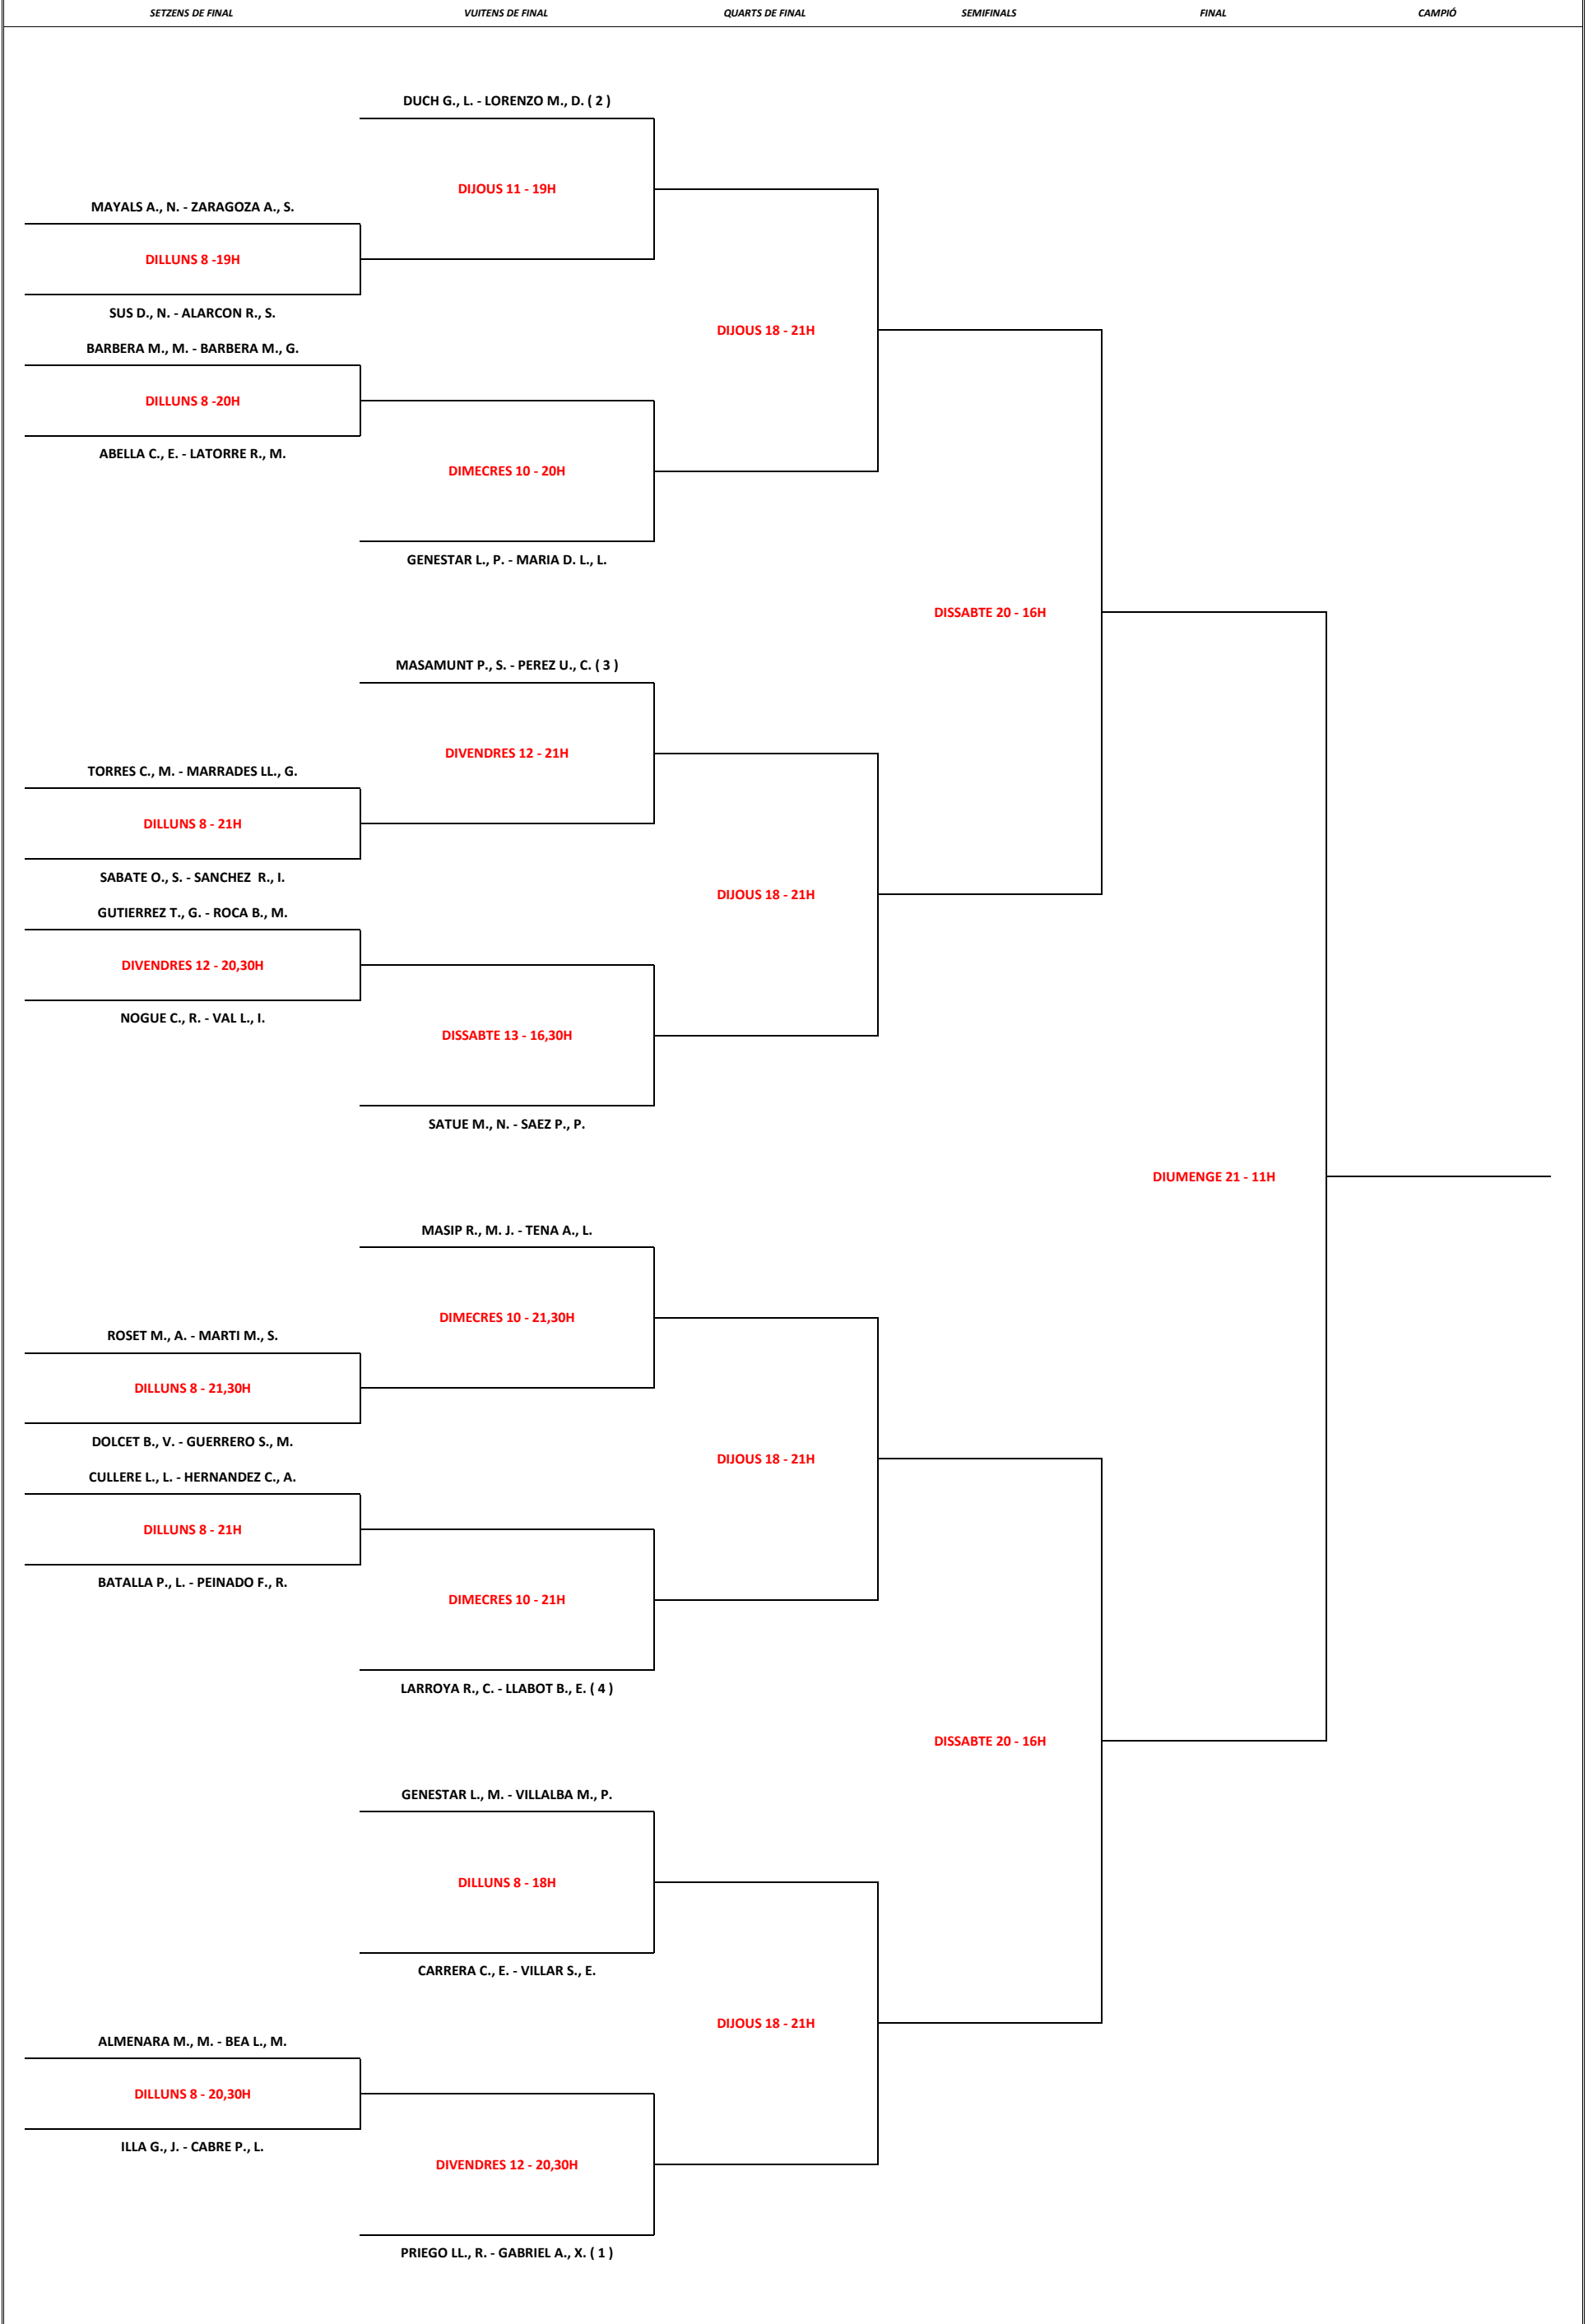 SETZENS DE FINAL VUITENS DE FINAL QUARTS DE FINAL SEMIFINALS FINAL CAMPIÓ
DUCH G., L. - LORENZO M., D. ( 2 )
DIJOUS 11 - 19H
MAYALS A., N. - ZARAGOZA A., S.
DILLUNS 8 -19H
SUS D., N. - ALARCON R., S.
DIJOUS 18 - 21H
BARBERA M., M. - BARBERA M., G.
DILLUNS 8 -20H
ABELLA C., E. - LATORRE R., M.
DIMECRES 10 - 20H
GENESTAR L., P. - MARIA D. L., L.
DISSABTE 20 - 16H
MASAMUNT P., S. - PEREZ U., C. ( 3 )
DIVENDRES 12 - 21H
TORRES C., M. - MARRADES LL., G.
DILLUNS 8 - 21H
SABATE O., S. - SANCHEZ  R., I.
DIJOUS 18 - 21H
GUTIERREZ T., G. - ROCA B., M.
DIVENDRES 12 - 20,30H
NOGUE C., R. - VAL L., I.
DISSABTE 13 - 16,30H
SATUE M., N. - SAEZ P., P.
DIUMENGE 21 - 11H
MASIP R., M. J. - TENA A., L.
DIMECRES 10 - 21,30H
ROSET M., A. - MARTI M., S.
DILLUNS 8 - 21,30H
DOLCET B., V. - GUERRERO S., M.
DIJOUS 18 - 21H
CULLERE L., L. - HERNANDEZ C., A.
DILLUNS 8 - 21H
BATALLA P., L. - PEINADO F., R.
DIMECRES 10 - 21H
LARROYA R., C. - LLABOT B., E. ( 4 )
DISSABTE 20 - 16H
GENESTAR L., M. - VILLALBA M., P.
DILLUNS 8 - 18H
CARRERA C., E. - VILLAR S., E.
DIJOUS 18 - 21H
ALMENARA M., M. - BEA L., M.
DILLUNS 8 - 20,30H
ILLA G., J. - CABRE P., L.
DIVENDRES 12 - 20,30H
PRIEGO LL., R. - GABRIEL A., X. ( 1 )